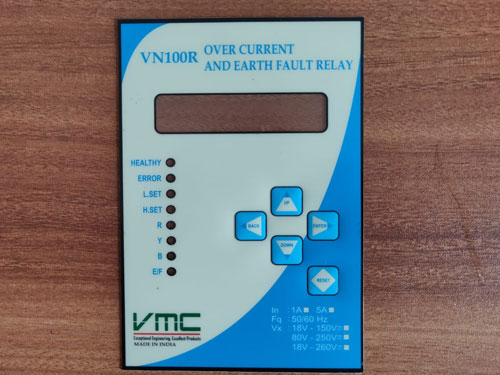 VN100R OVER CURRENT
AND EARTH FAULT RELAY
HEALTHY
ERROR
L.SET
H.SET
R
Y
B
E/F
UP
BACK
ENTER
DOWN
RESET
VMC
Exceptional Engineering, Excellent Products
MADE IN INDIA
In : 1A 5A
Fq : 50/60 Hz
Vx : 18V - 150V
80V - 250V
18V - 260V